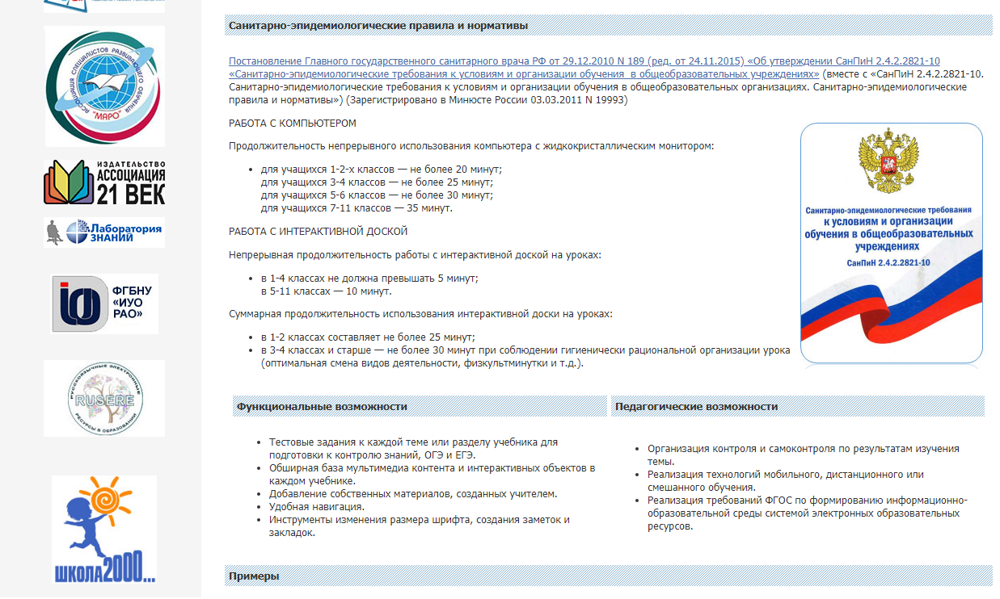 АССОЦИАЦИЯ СПЕЦИАЛИСТОВ РАЗВИВАЮЩЕГО ОБУЧЕНИЯ
"МАРО"
ИЗДАТЕЛЬСТВО
АССОЦИАЦИЯ
21 ВЕК
Лаборатория
ЗНАНИЙ
ФГБНУ
«ИУО
РАО»
РУССКОЯЗЫЧНЫЕ ЭЛЕКТРОННЫЕ
RUSERE
РЕСУРСЫ В ОБРАЗОВАНИИ
ШКОЛА2000...
Санитарно-эпидемиологические правила и нормативы
Постановление Главного государственного санитарного врача РФ от 29.12.2010 N 189 (ред. от 24.11.2015) «Об утверждении СанПиН 2.4.2.2821-10
«Санитарно-эпидемиологические требования к условиям и организации обучения в общеобразовательных учреждениях» (вместе с «СанПиН 2.4.2.2821-10.
Санитарно-эпидемиологические требования к условиям и организации обучения в общеобразовательных организациях. Санитарно-эпидемиологические
правила и нормативы») (Зарегистрировано в Минюсте России 03.03.2011 N 19993)
РАБОТА С КОМПЬЮТЕРОМ
Продолжительность непрерывного использования компьютера с жидкокристаллическим монитором:
• для учащихся 1-2-х классов — не более 20 минут;
для учащихся 3-4 классов — не более 25 минут;
для учащихся 5-6 классов — не более 30 минут;
для учащихся 7-11 классов — 35 минут.
РАБОТА С ИНТЕРАКТИВНОЙ ДОСКОЙ
Непрерывная продолжительность работы с интерактивной доской на уроках:
• в 1-4 классах не должна превышать 5 минут;
в 5-11 классах — 10 минут.
Суммарная продолжительность использования интерактивной доски на уроках:
• в 1-2 классах составляет не более 25 минут;
• в 3-4 классах и старше — не более 30 минут при соблюдении гигиенически рациональной организации урока
(оптимальная смена видов деятельности, физкультминутки и т.д.).
Санитарно-эпидемиологические требования
к условиям и организации
обучения в общеобразовательных
учреждениях
СанПиН 2.4.2.2821-10
Функциональные возможности
• Тестовые задания к каждой теме или разделу учебника для
подготовки к контролю знаний, ОГЭ и ЕГЭ.
• Обширная база мультимедиа контента и интерактивных объектов в
каждом учебнике.
• Добавление собственных материалов, созданных учителем.
• Удобная навигация.
• Инструменты изменения размера шрифта, создания заметок и
закладок.
Педагогические возможности
• Организация контроля и самоконтроля по результатам изучения
темы.
• Реализация технологий мобильного, дистанционного или
смешанного обучения.
• Реализация требований ФГОС по формированию информационно-
образовательной среды системой электронных образовательных
ресурсов.
Примеры